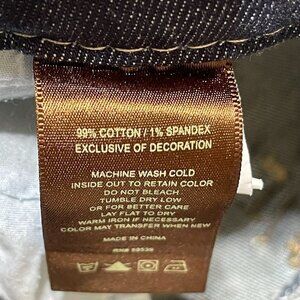 99% COTTON / 1% SPANDEX
EXCLUSIVE OF DECORATION
MACHINE WASH COLD
INSIDE OUT TO RETAIN COLOR
DO NOT BLEACH
TUMBLE DRY LOW
OR FOR BETTER CARE
LAY FLAT TO DRY
WARM IRON IF NECESSARY
COLOR MAY TRANSFER WHEN NEW
MADE IN CHINA